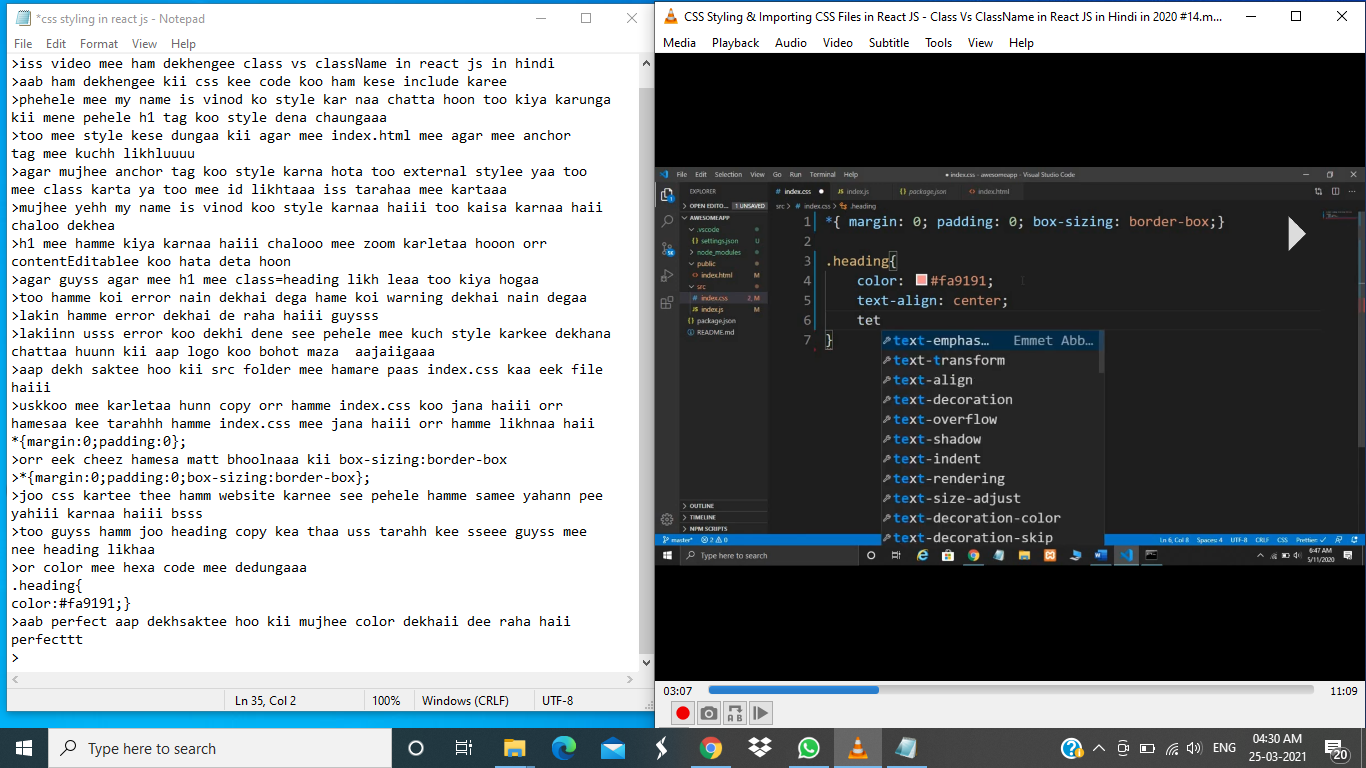 *css styling in react js - Notepad
File Edit Format View Help
>iss video mee ham dekhengee class vs className in react js in hindi
>aab ham dekhengee kii css kee code koo ham kese include karee
>phehele mee my name is vinod ko style kar naa chatta hoon too kiya karunga
kii mene pehele h1 tag koo style dena chaungaaa
>too mee style kese dungaa kii agar mee index.html mee agar mee anchor
tag mee kuchh likhluuuu
>agar mujhee anchor tag koo style karna hota too external stylee yaa too
mee class karta ya too mee id likhtaaa iss tarahaa mee kartaaa
>mujhee yehh my name is vinod koo style karnaa haiii too kaisa karnaa haii
chaloo dekhea
>h1 mee hamme kiya karnaa haiii chalooo mee zoom karletaa hooon orr
contenteditablee koo hata deta hoon
>agar guyss agar mee h1 mee class=heading likh leaa too kiya hogaa
>too hamme koi error nain dekhai dega hame koi warning dekhai nain degaa
>lakin hamme error dekhai de raha haiii guysss
>lakiinn usss error koo dekhi dene see pehele mee kuch style karkee dekhana
chattaa huunn kii aap logo koo bohot maza  aajaiigaaa
>aap dekh saktee hoo kii src folder mee hamare paas index.css kaa eek file
haiii
>uskkoo mee karletaa hunn copy orr hamme index.css koo jana haiii orr
hamesaa kee tarahhh hamme index.css mee jana haiii orr hamme likhnaa haii
*{margin:0;padding:0};
>orr eek cheez hamesa matt bhoolnaaa kii box-sizing:border-box
>*{margin:0;padding:0;box-sizing:border-box};
>joo css kartee thee hamm website karnee see pehele hamme samee yahann pee
yahiii karnaa haiii bsss
>too guyss hamm joo heading copy kea thaa uss tarahh kee sseee guyss mee
nee heading likhaa
>or color mee hexa code mee dedungaaa
.heading{
color:#fa9191;}
>aab perfect aap dekhsaktee hoo kii mujhee color dekhaii dee raha haii
perfecttt
>
Ln 35, Col 2 100% Windows (CRLF) UTF-8
CSS Styling & Importing CSS Files in React JS - Class Vs ClassName in React JS in Hindi in 2020 #14.m...
Media Playback Audio Video Subtitle Tools View Help
File Edit Selection View Go Run Terminal Help
index.css - awesomeapp - Visual Studio Code
EXPLORER
OPEN EDITORS 1 UNSAVED
AWESOMEAPP
.vscode
settings.json U
node_modules
public
index.html M
src
index.css 2, M
index.js M
package.json
README.md
OUTLINE
TIMELINE
NPM SCRIPTS
index.css index.js package.json index.html
src > index.css > .heading
1 *{ margin: 0; padding: 0; box-sizing: border-box;}
2
3 .heading{
4 color: #fa9191;
5 text-align: center;
6 tet
7 }
text-emphas… Emmet Abb…
text-transform
text-align
text-decoration
text-overflow
text-shadow
text-indent
text-rendering
text-size-adjust
text-decoration-color
text-decoration-skip
master* 2 0 Ln 6, Col 8 Spaces: 4 UTF-8 CRLF CSS Prettier: ✓
Type here to search
6:47 AM
5/11/2020
03:07 11:09
Type here to search
ENG
04:30 AM
25-03-2021
20